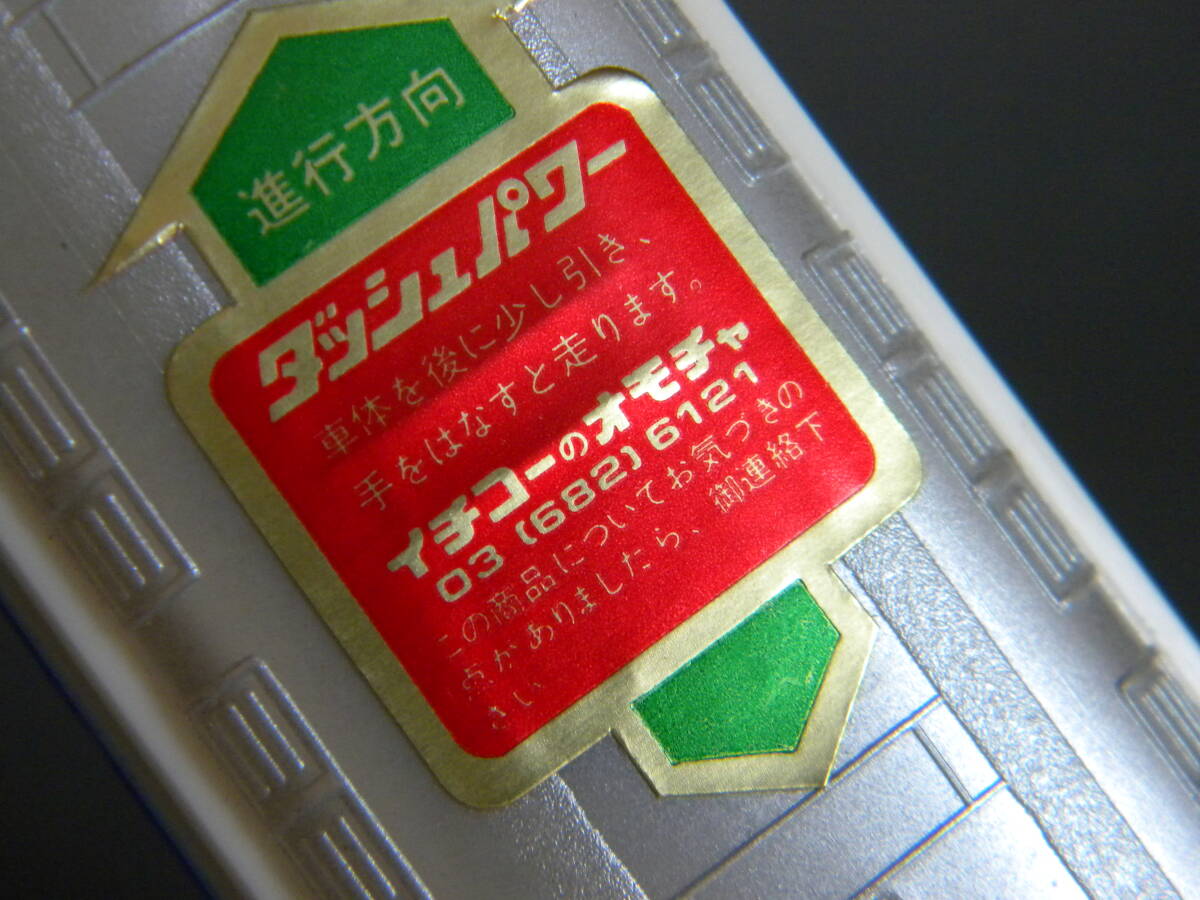 進行方向
ダッシュパワー
車体を後に少し引き、
手をはなすと走ります。
イチコーのオモチャ
03(682)6121
この商品についてお気づきの
点がありましたら、御連絡下
さい